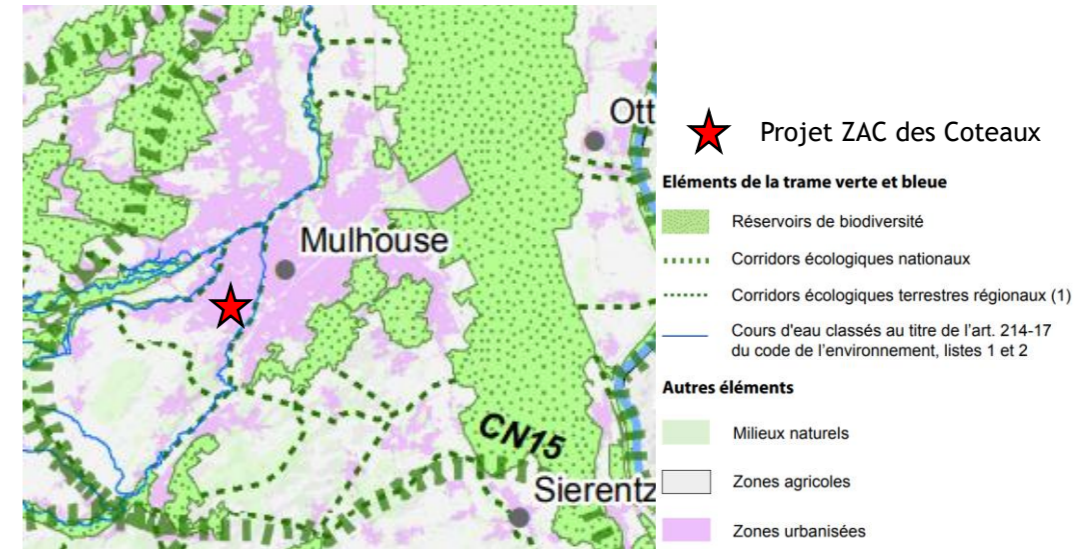 Ott
Mulhouse
CN15
Sierentz
Projet ZAC des Coteaux
Eléments de la trame verte et bleue
Réservoirs de biodiversité
Corridors écologiques nationaux
Corridors écologiques terrestres régionaux (1)
Cours d'eau classés au titre de l'art. 214-17
du code de l'environnement, listes 1 et 2
Autres éléments
Milieux naturels
Zones agricoles
Zones urbanisées